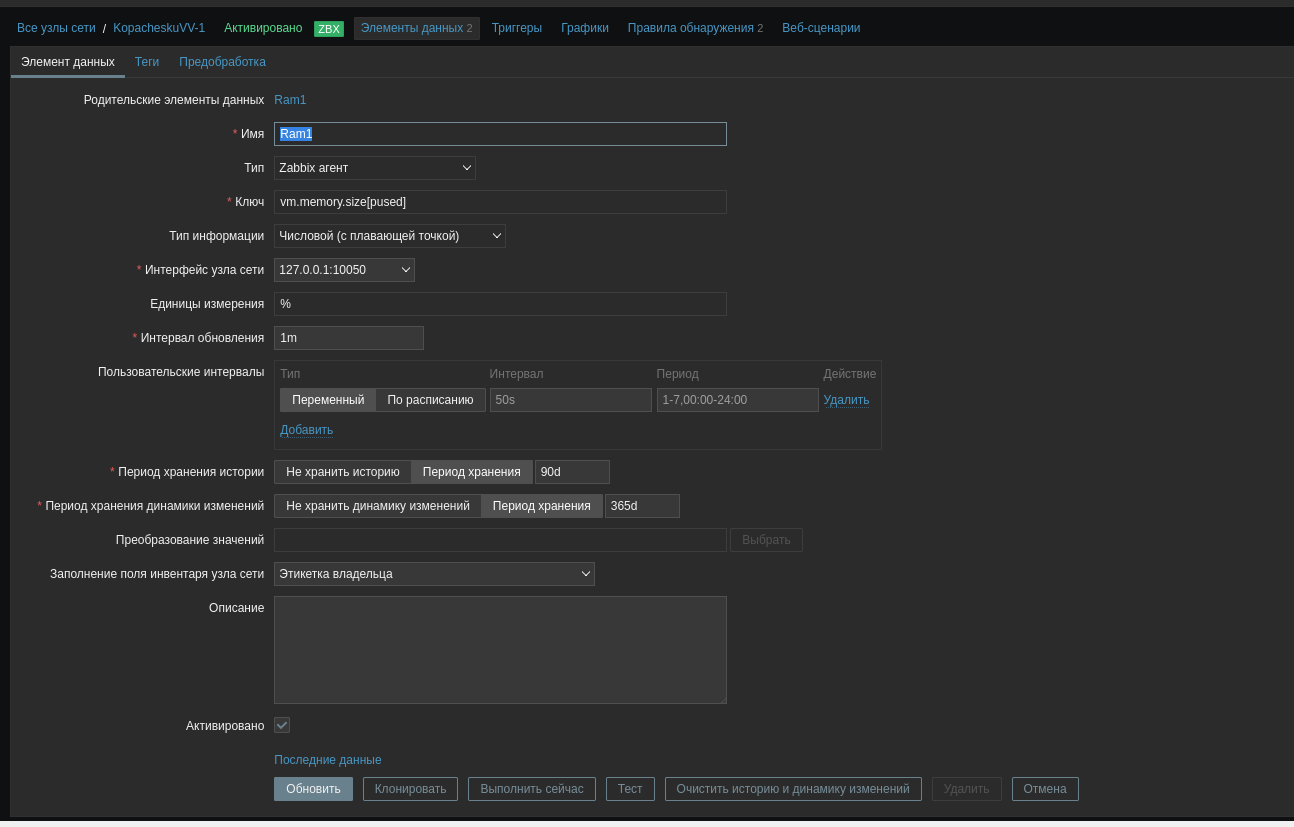 Все узлы сети / KopacheskuVV-1 Активировано ZBX Элементы данных 2 Триггеры Графики Правила обнаружения 2 Веб-сценарии
Элемент данных Теги Предобработка
Родительские элементы данных Ram1
* Имя Ram1
Тип Zabbix агент
* Ключ vm.memory.size[pused]
Тип информации Числовой (с плавающей точкой)
* Интерфейс узла сети 127.0.0.1:10050
Единицы измерения %
* Интервал обновления 1m
Пользовательские интервалы Тип Интервал Период Действие
Переменный По расписанию 50s 1-7,00:00-24:00 Удалить
Добавить
* Период хранения истории Не хранить историю Период хранения 90d
* Период хранения динамики изменений Не хранить динамику изменений Период хранения 365d
Преобразование значений Выбрать
Заполнение поля инвентаря узла сети Этикетка владельца
Описание
Активировано
Последние данные
Обновить Клонировать Выполнить сейчас Тест Очистить историю и динамику изменений Удалить Отмена